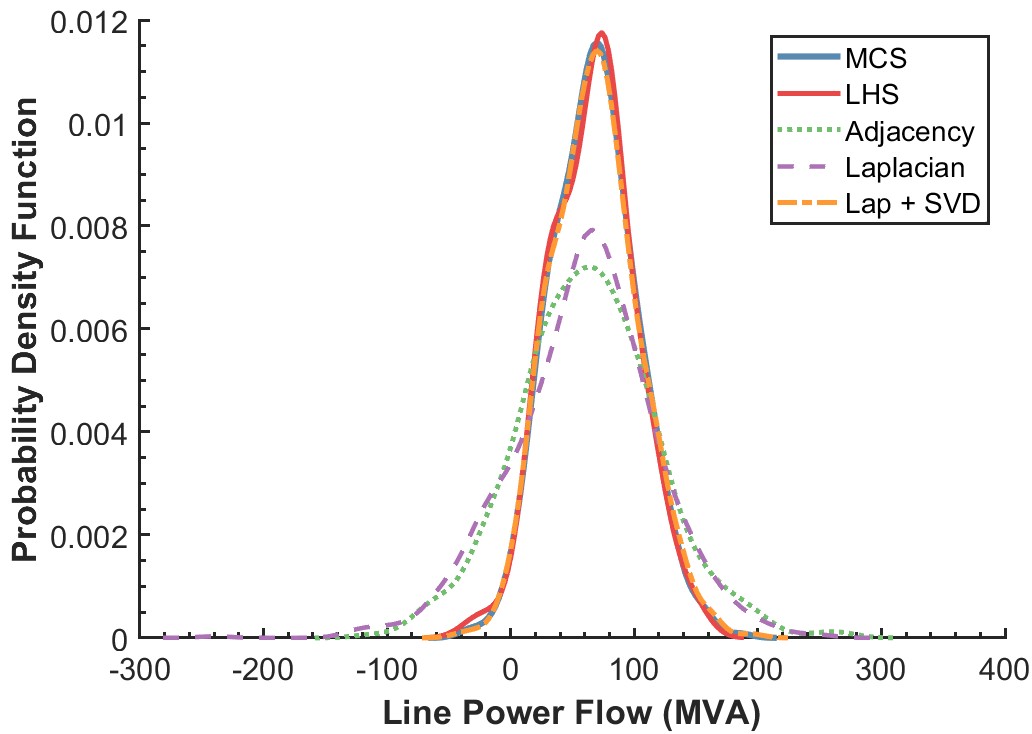 0.012
0.01
0.008
0.006
0.004
0.002
0
-300
-200
-100
0
100
200
300
400
Probability Density Function
Line Power Flow (MVA)
MCS
LHS
Adjacency
Laplacian
Lap + SVD